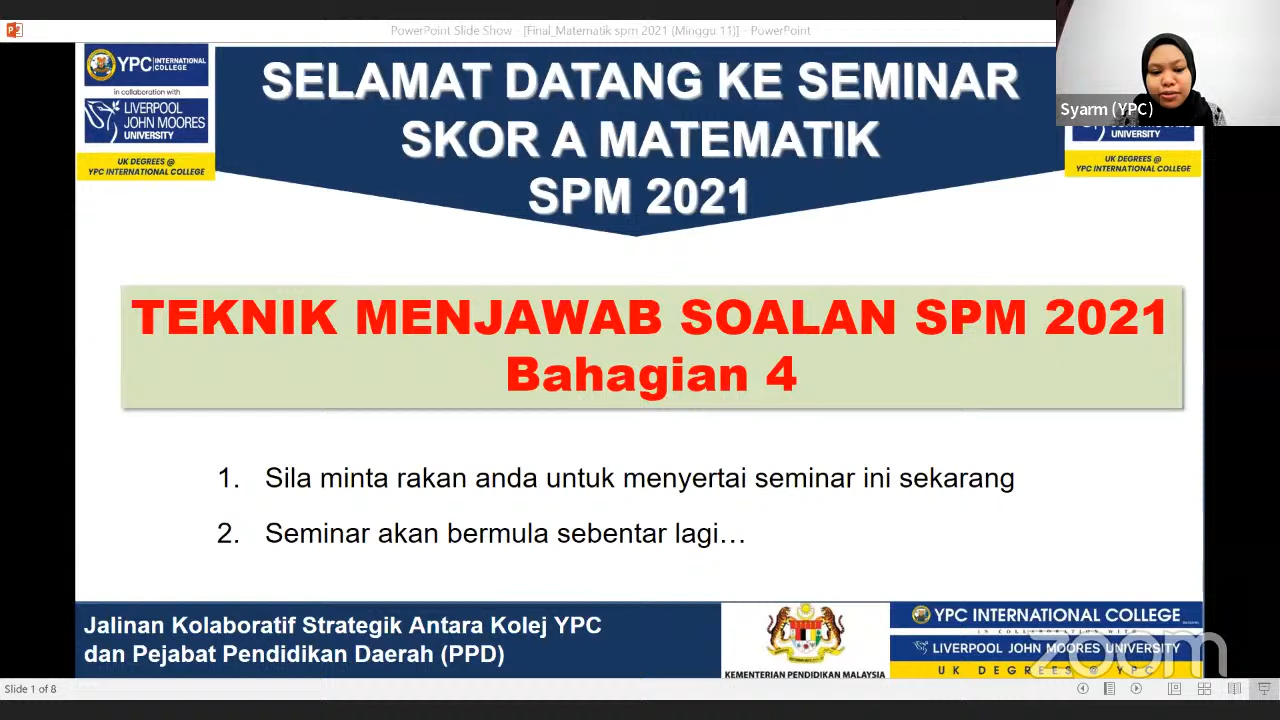 PowerPoint Slide Show - [Final_Matematik spm 2021 (Minggu 11)] - PowerPoint
YPC INTERNATIONAL COLLEGE
in collaboration with
LIVERPOOL
JOHN MOORES
UNIVERSITY
UK DEGREES @
YPC INTERNATIONAL COLLEGE
SELAMAT DATANG KE SEMINAR
SKOR A MATEMATIK
SPM 2021
Syarm (YPC)
UNIVERSITY
UK DEGREES @
YPC INTERNATIONAL COLLEGE
TEKNIK MENJAWAB SOALAN SPM 2021
Bahagian 4
1. Sila minta rakan anda untuk menyertai seminar ini sekarang
2. Seminar akan bermula sebentar lagi...
Jalinan Kolaboratif Strategik Antara Kolej YPC
dan Pejabat Pendidikan Daerah (PPD)
KEMENTERIAN PENDIDIKAN MALAYSIA
YPC INTERNATIONAL COLLEGE
IN COLLABORATION WITH
LIVERPOOL JOHN MOORES UNIVERSITY
UK DEGREES @ YPC
zoom
Slide 1 of 8